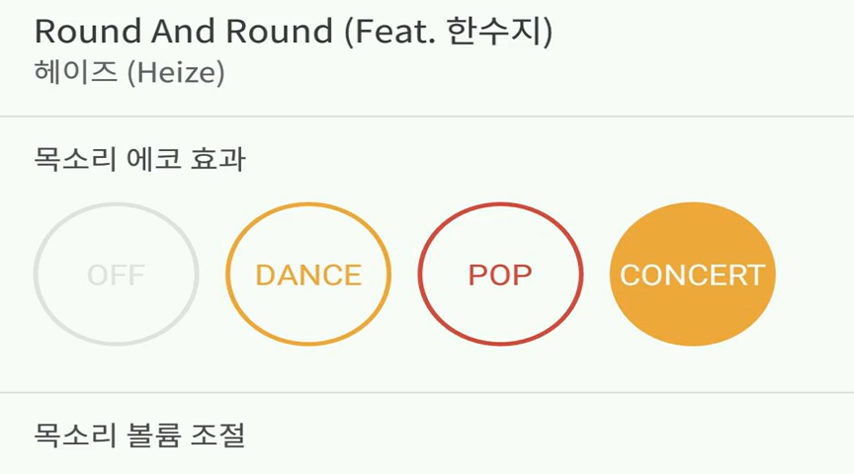 Round And Round (Feat. 한수지)
헤이즈 (Heize)
목소리 에코 효과
OFF DANCE POP CONCERT
목소리 볼륨 조절